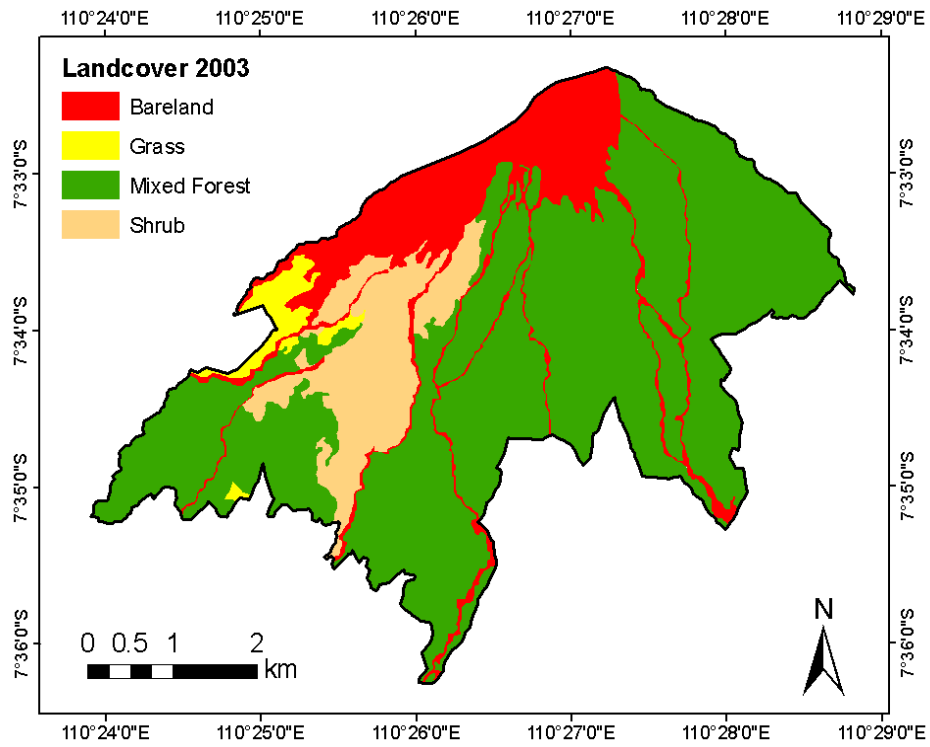 110°24'0"E 110°25'0"E 110°26'0"E 110°27'0"E 110°28'0"E 110°29'0"E
Landcover 2003
Bareland
Grass
Mixed Forest
Shrub
7°33'0"S 7°33'0"S
7°34'0"S 7°34'0"S
7°35'0"S 7°35'0"S
7°36'0"S 7°36'0"S
0 0.5 1 2
km
N
110°24'0"E 110°25'0"E 110°26'0"E 110°27'0"E 110°28'0"E 110°29'0"E